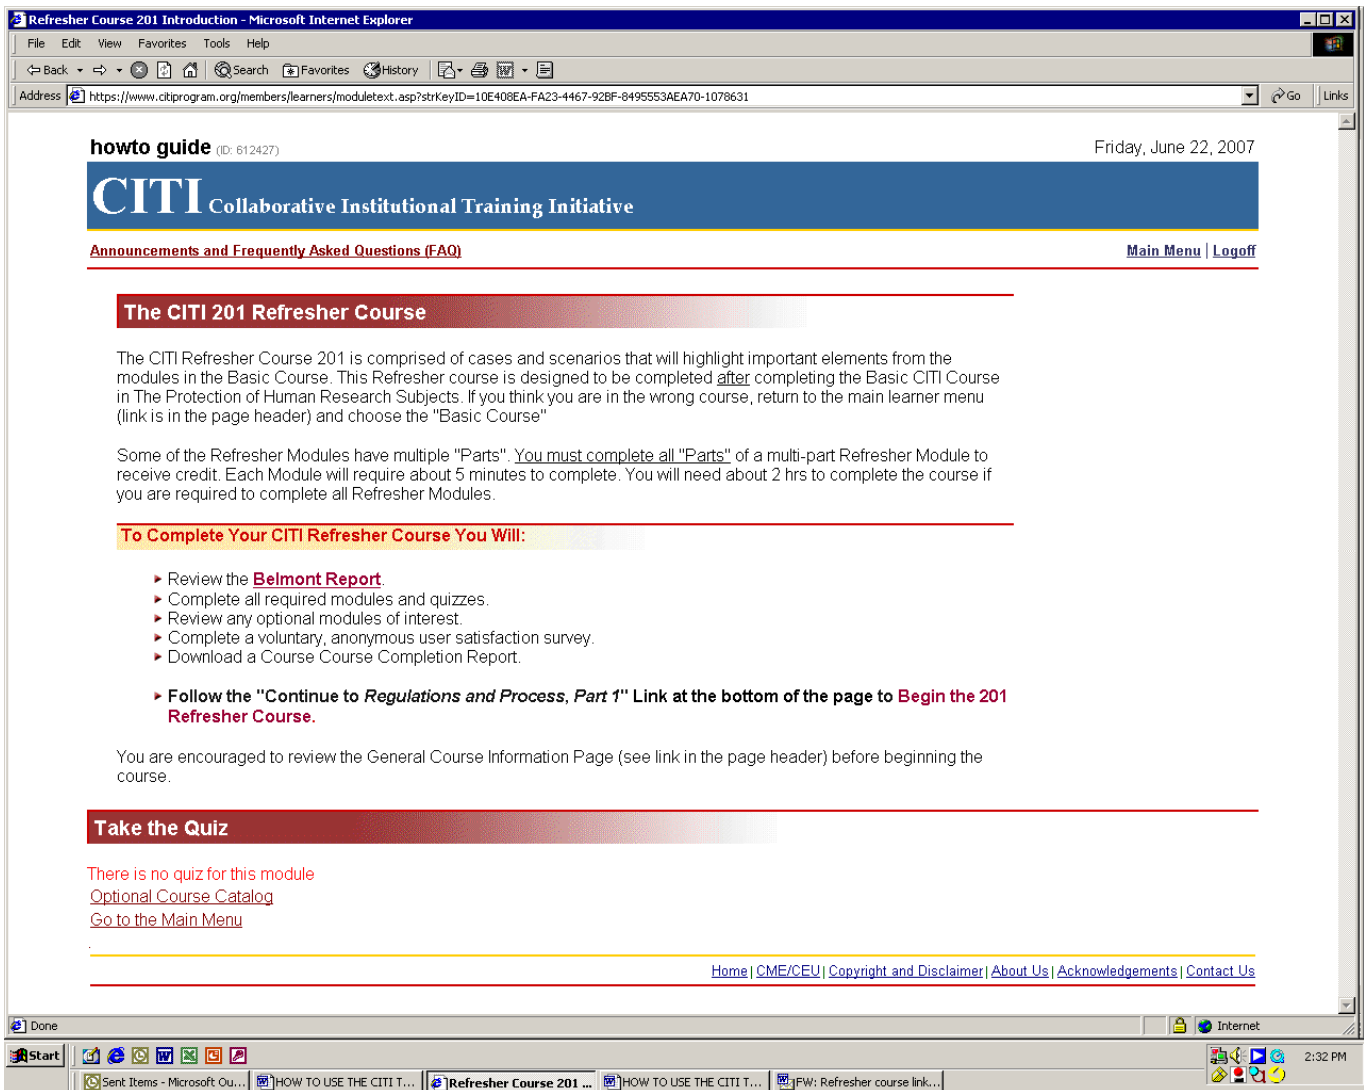 Refresher Course 201 Introduction - Microsoft Internet Explorer
File Edit View Favorites Tools Help
Back Search Favorites History
Address https://www.citiprogram.org/members/learners/moduletext.asp?strKeyID=10E408EA-FA23-4467-92BF-8495553AEA70-1078631 Go Links
howto guide (ID: 612427) Friday, June 22, 2007
CITI Collaborative Institutional Training Initiative
Announcements and Frequently Asked Questions (FAQ) Main Menu | Logoff
The CITI 201 Refresher Course
The CITI Refresher Course 201 is comprised of cases and scenarios that will highlight important elements from the
modules in the Basic Course. This Refresher course is designed to be completed after completing the Basic CITI Course
in The Protection of Human Research Subjects. If you think you are in the wrong course, return to the main learner menu
(link is in the page header) and choose the "Basic Course"
Some of the Refresher Modules have multiple "Parts". You must complete all "Parts" of a multi-part Refresher Module to
receive credit. Each Module will require about 5 minutes to complete. You will need about 2 hrs to complete the course if
you are required to complete all Refresher Modules.
To Complete Your CITI Refresher Course You Will:
Review the Belmont Report.
Complete all required modules and quizzes.
Review any optional modules of interest.
Complete a voluntary, anonymous user satisfaction survey.
Download a Course Course Completion Report.
Follow the "Continue to Regulations and Process, Part 1" Link at the bottom of the page to Begin the 201
Refresher Course.
You are encouraged to review the General Course Information Page (see link in the page header) before beginning the
course.
Take the Quiz
There is no quiz for this module
Optional Course Catalog
Go to the Main Menu
.
Home | CME/CEU | Copyright and Disclaimer | About Us | Acknowledgements | Contact Us
Done Internet
Start 2:32 PM
Sent Items - Microsoft Ou... HOW TO USE THE CITI T... Refresher Course 201 ... HOW TO USE THE CITI T... FW: Refresher course link...